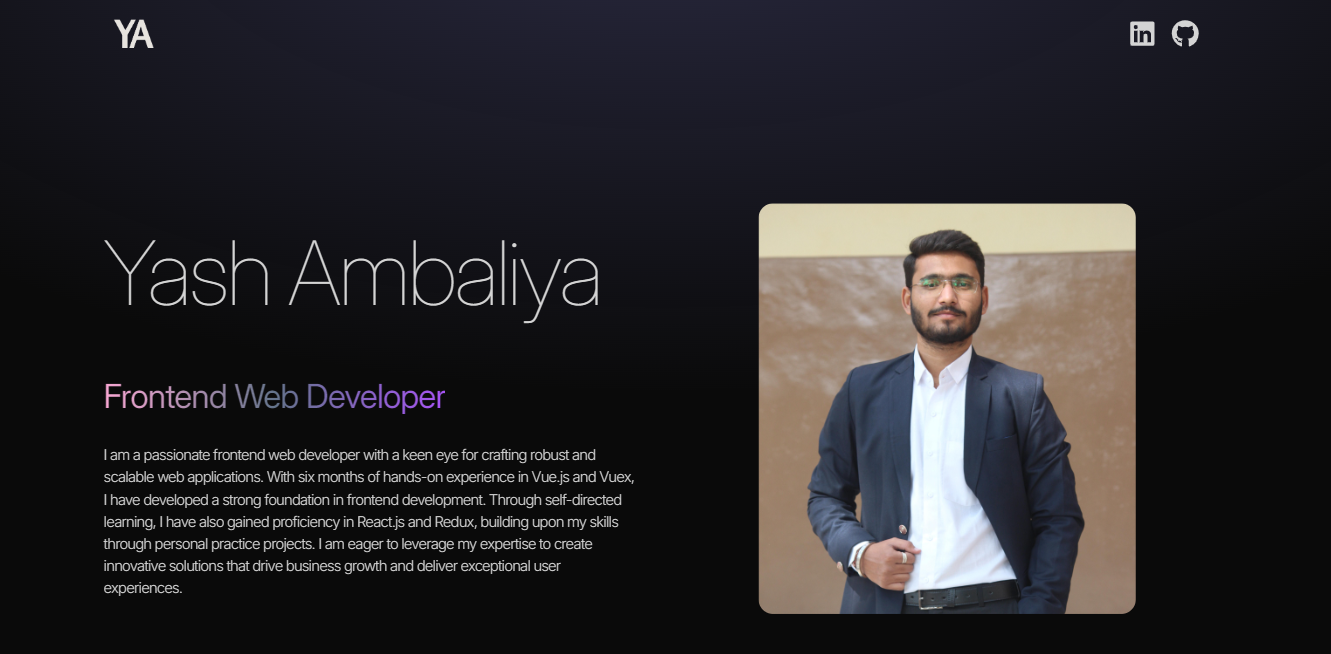 YA
in
Yash Ambaliya
Frontend Web Developer
I am a passionate frontend web developer with a keen eye for crafting robust and
scalable web applications. With six months of hands-on experience in Vue.js and Vuex,
I have developed a strong foundation in frontend development. Through self-directed
learning, I have also gained proficiency in React.js and Redux, building upon my skills
through personal practice projects. I am eager to leverage my expertise to create
innovative solutions that drive business growth and deliver exceptional user
experiences.